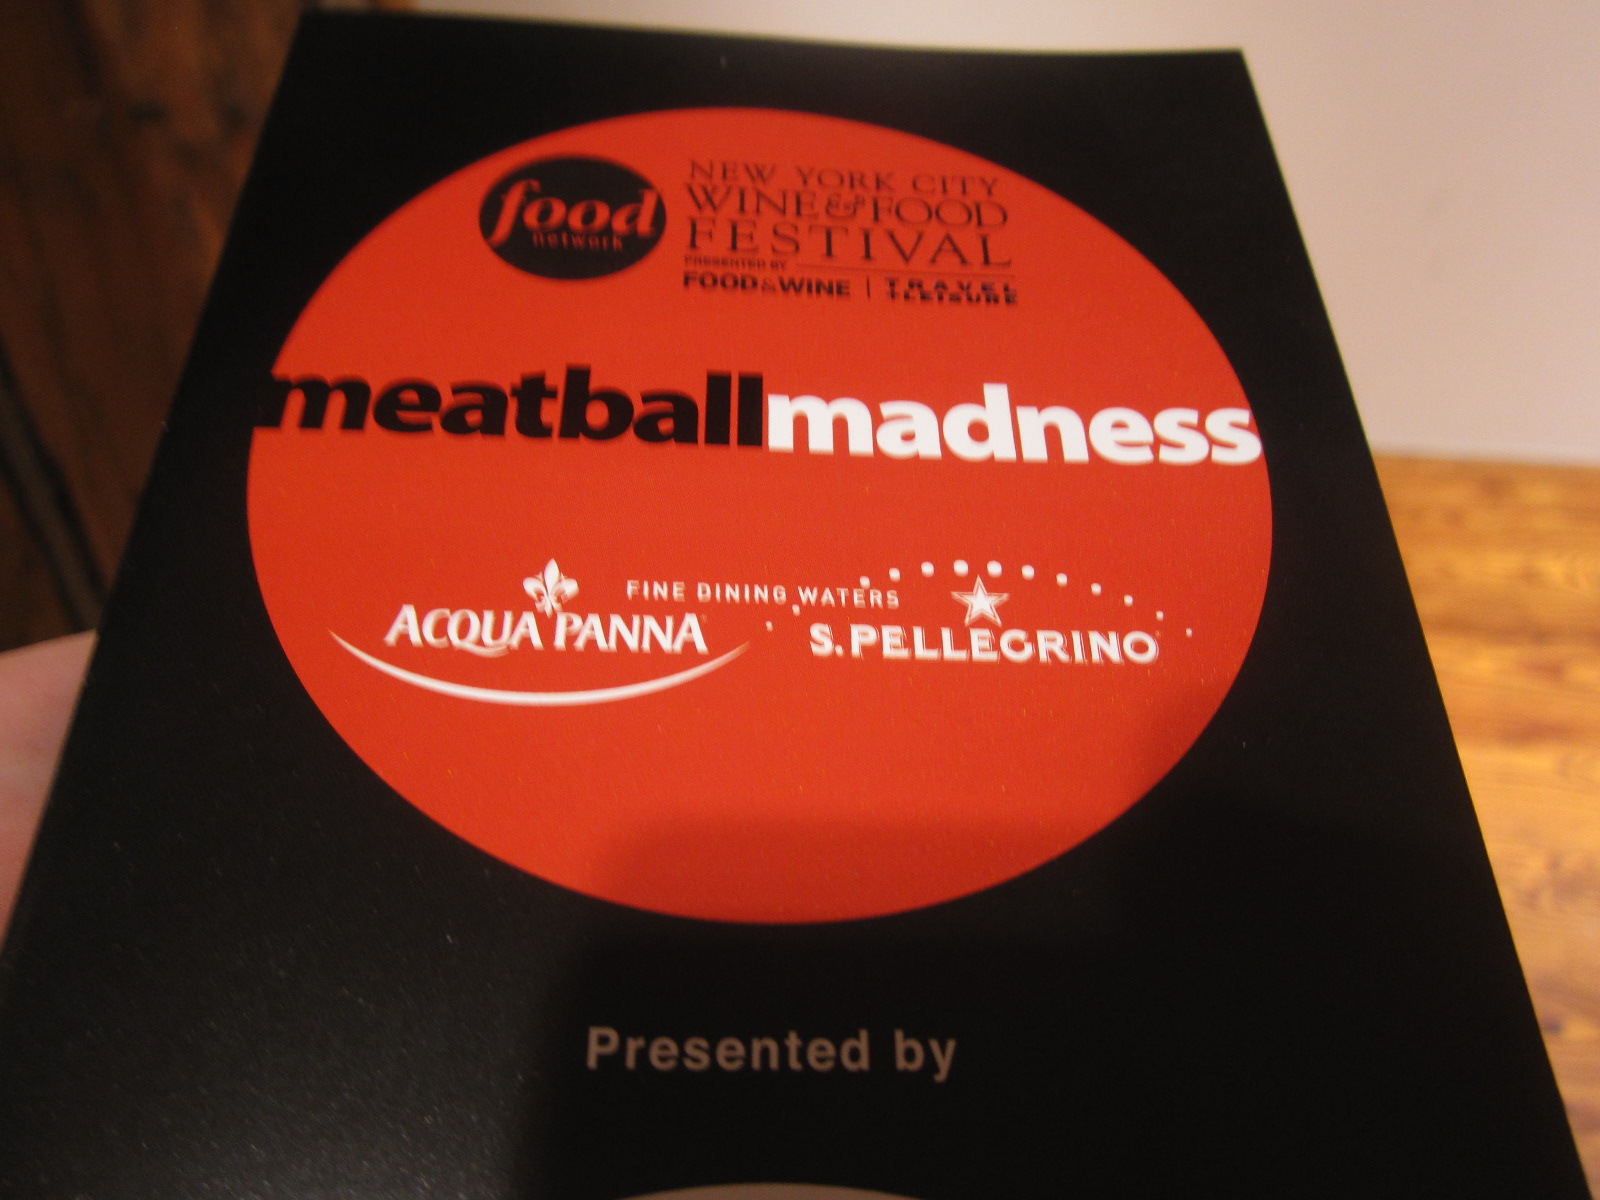 food
network
NEW YORK CITY
WINE & FOOD
FESTIVAL
PRESENTED BY
FOOD & WINE | TRAVEL
+LEISURE
meatballmadness
FINE DINING WATERS
ACQUA PANNA
S.PELLEGRINO
Presented by